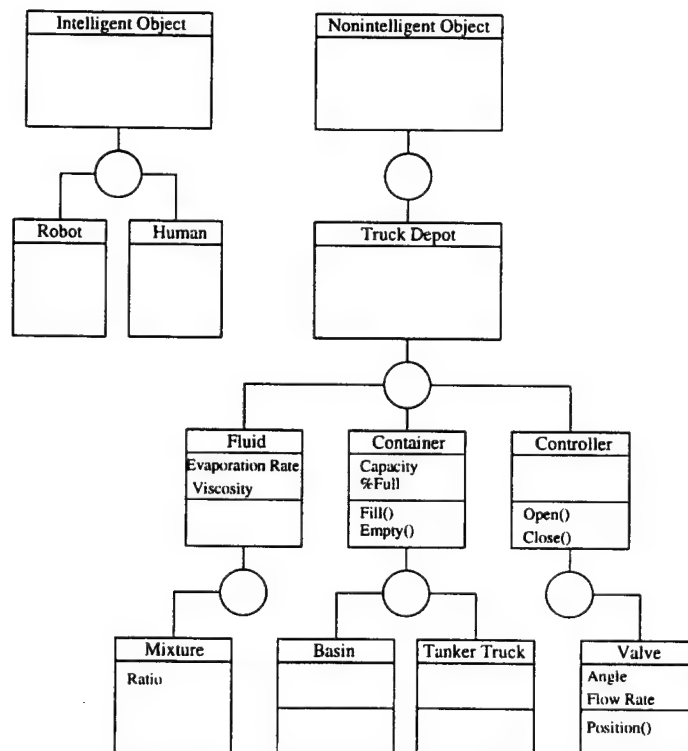 Intelligent Object
Nonintelligent Object
Robot
Human
Truck Depot
Fluid
Evaporation Rate
Viscosity
Container
Capacity
%Full
Fill()
Empty()
Controller
Open()
Close()
Mixture
Ratio
Basin
Tanker Truck
Valve
Angle
Flow Rate
Position()